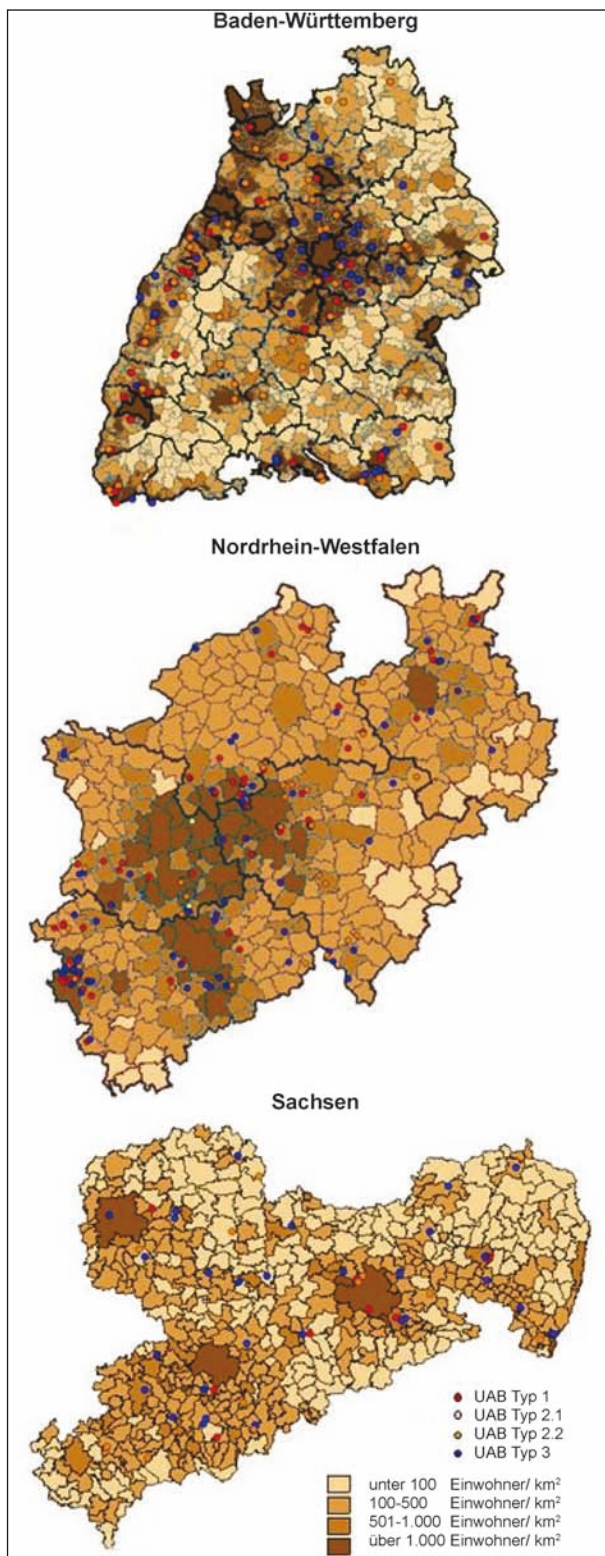 Baden-Württemberg
Nordrhein-Westfalen
Sachsen
UAB Typ 1
UAB Typ 2.1
UAB Typ 2.2
UAB Typ 3
unter 100 Einwohner/ km²
100-500 Einwohner/ km²
501-1.000 Einwohner/ km²
über 1.000 Einwohner/ km²